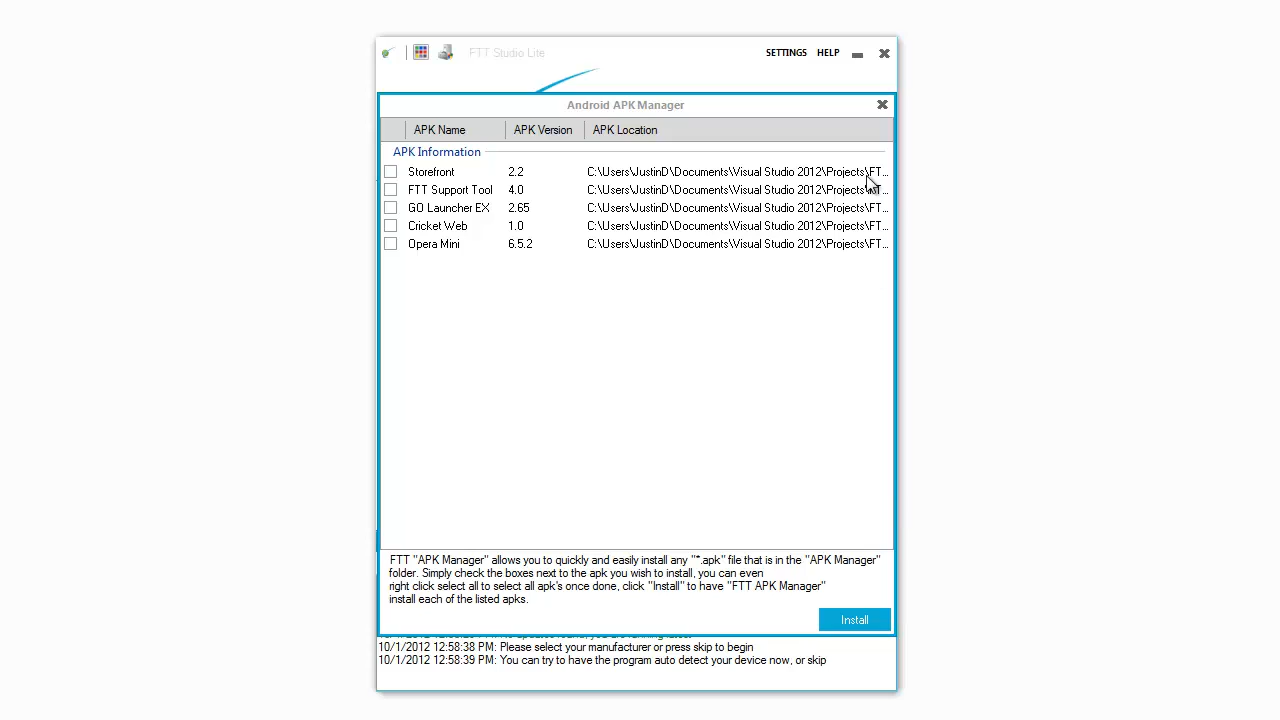 FTT Studio Lite
SETTINGS HELP
Android APK Manager
APK Name APK Version APK Location
APK Information
Storefront 2.2 C:\Users\JustinD\Documents\Visual Studio 2012\Projects\FT...
FTT Support Tool 4.0 C:\Users\JustinD\Documents\Visual Studio 2012\Projects\FT...
GO Launcher EX 2.65 C:\Users\JustinD\Documents\Visual Studio 2012\Projects\FT...
Cricket Web 1.0 C:\Users\JustinD\Documents\Visual Studio 2012\Projects\FT...
Opera Mini 6.5.2 C:\Users\JustinD\Documents\Visual Studio 2012\Projects\FT...
FTT "APK Manager" allows you to quickly and easily install any "*.apk" file that is in the "APK Manager"
folder. Simply check the boxes next to the apk you wish to install, you can even
right click select all to select all apk's once done, click "Install" to have "FTT APK Manager"
install each of the listed apks.
Install
10/1/2012 12:58:38 PM: Please select your manufacturer or press skip to begin
10/1/2012 12:58:39 PM: You can try to have the program auto detect your device now, or skip